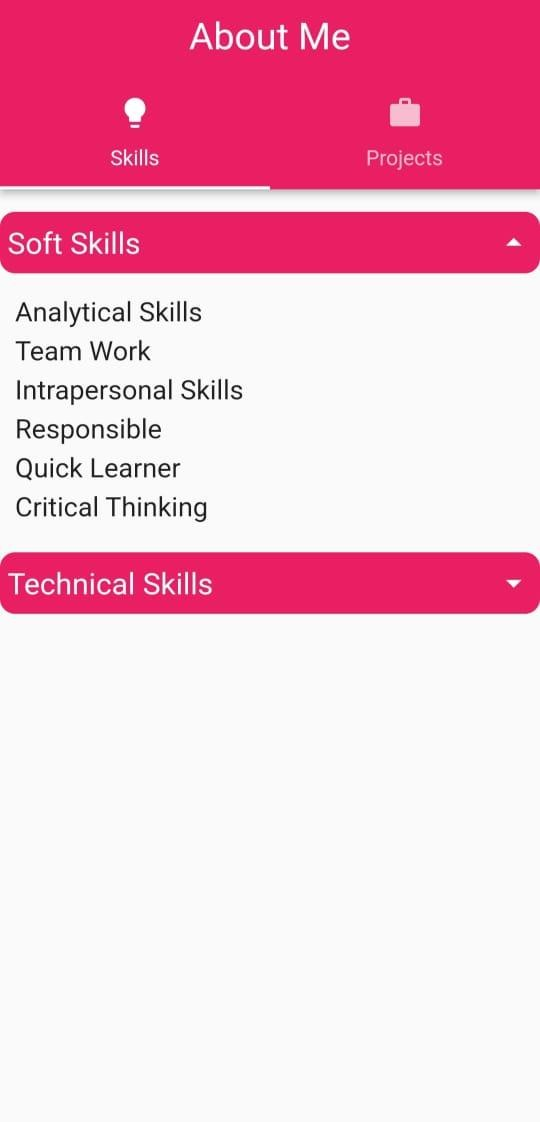 About Me
Skills
Projects
Soft Skills
Analytical Skills
Team Work
Intrapersonal Skills
Responsible
Quick Learner
Critical Thinking
Technical Skills